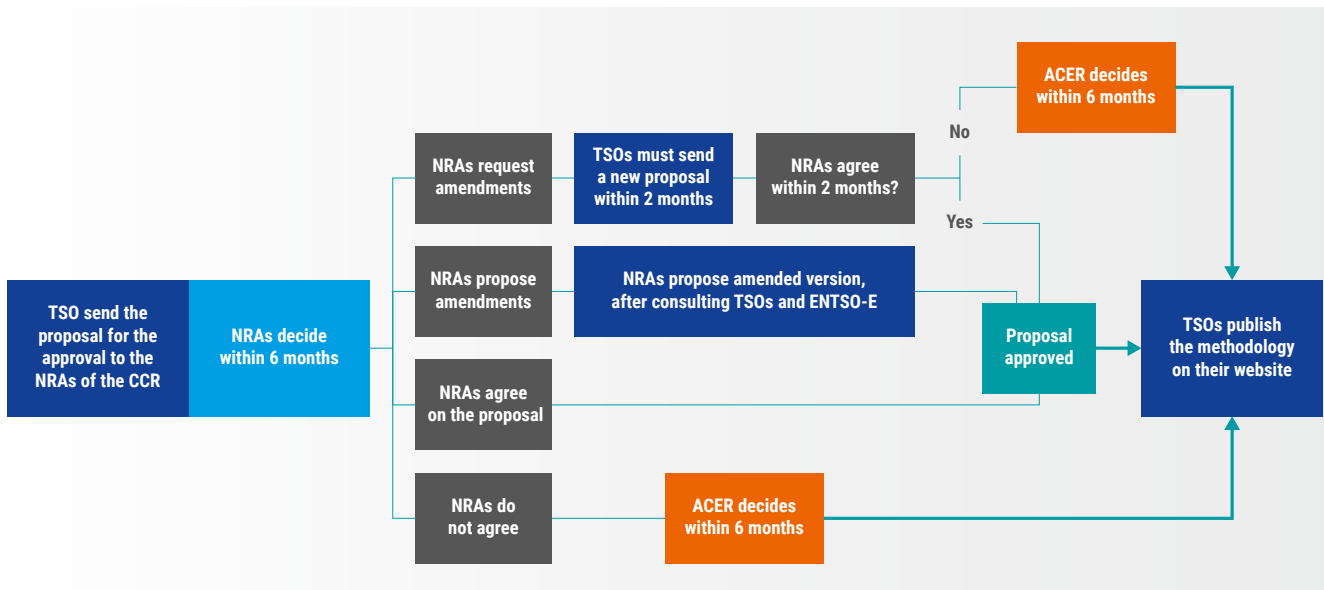 TSO send the
proposal for the
approval to the
NRAs of the CCR
NRAs decide
within 6 months
NRAs request
amendments
TSOs must send
a new proposal
within 2 months
NRAs agree
within 2 months?
No
Yes
ACER decides
within 6 months
NRAs propose
amendments
NRAs propose amended version,
after consulting TSOs and ENTSO-E
NRAs agree
on the proposal
Proposal
approved
NRAs do
not agree
ACER decides
within 6 months
TSOs publish
the methodology
on their website